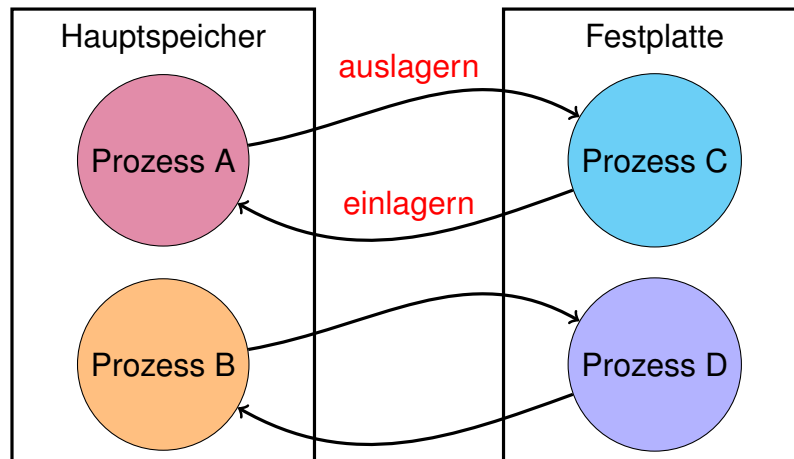 Hauptspeicher
Festplatte
auslagern
Prozess A
Prozess C
einlagern
Prozess B
Prozess D